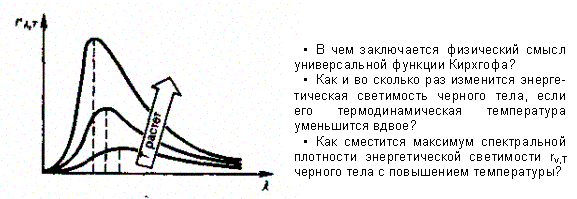 r λ,T
T растет
λ
• В чем заключается физический смысл
универсальной функции Кирхгофа?
• Как и во сколько раз изменится энерге-
тическая светимость черного тела, если
его термодинамическая температура
уменьшится вдвое?
• Как сместится максимум спектральной
плотности энергетической светимости rν,T
черного тела с повышением температуры?